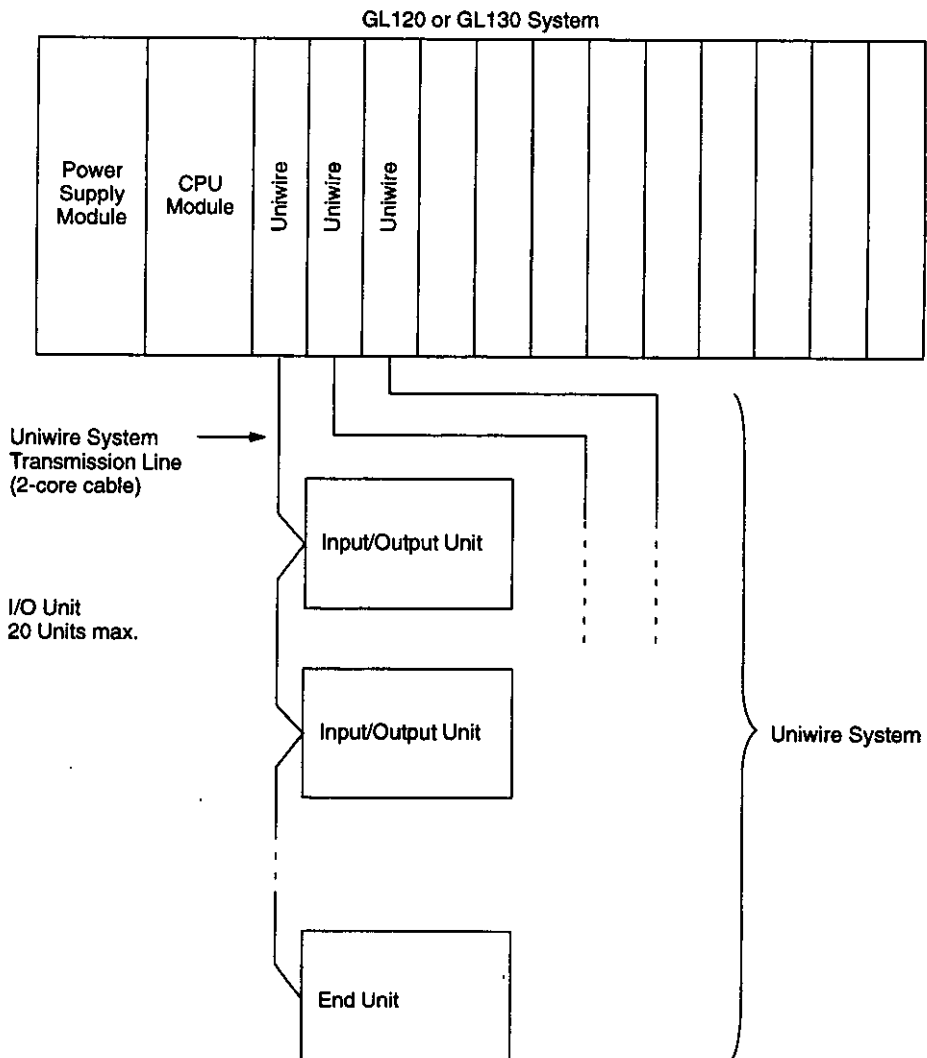 GL120 or GL130 System
Power
Supply
Module
CPU
Module
Uniwire
Uniwire
Uniwire
Uniwire System
Transmission Line
(2-core cable)
Input/Output Unit
I/O Unit
20 Units max.
Input/Output Unit
Uniwire System
End Unit